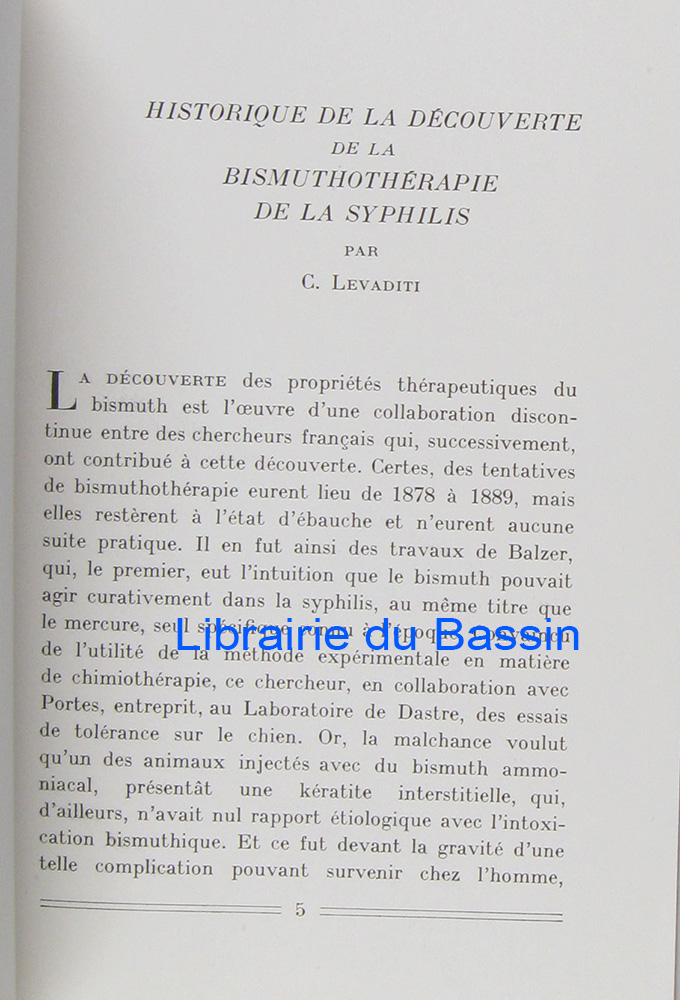 HISTORIQUE DE LA DÉCOUVERTE
DE LA
BISMUTHOTHÉRAPIE
DE LA SYPHILIS
PAR
C. LEVADITI
LA DÉCOUVERTE des propriétés thérapeutiques du
bismuth est l'œuvre d'une collaboration discon-
tinue entre des chercheurs français qui, successivement,
ont contribué à cette découverte. Certes, des tentatives
de bismuthothérapie eurent lieu de 1878 à 1889, mais
elles restèrent à l'état d'ébauche et n'eurent aucune
suite pratique. Il en fut ainsi des travaux de Balzer,
qui, le premier, eut l'intuition que le bismuth pouvait
agir curativement dans la syphilis, au même titre que
le mercure, seul spécifique connu à l'époque. Convaincu
Librairie du Bassin
de l'utilité de la méthode expérimentale en matière
de chimiothérapie, ce chercheur, en collaboration avec
Portes, entreprit, au Laboratoire de Dastre, des essais
de tolérance sur le chien. Or, la malchance voulut
qu'un des animaux injectés avec du bismuth ammo-
niacal, présentât une kératite interstitielle, qui,
d'ailleurs, n'avait nul rapport étiologique avec l'intoxi-
cation bismuthique. Et ce fut devant la gravité d'une
telle complication pouvant survenir chez l'homme,
5